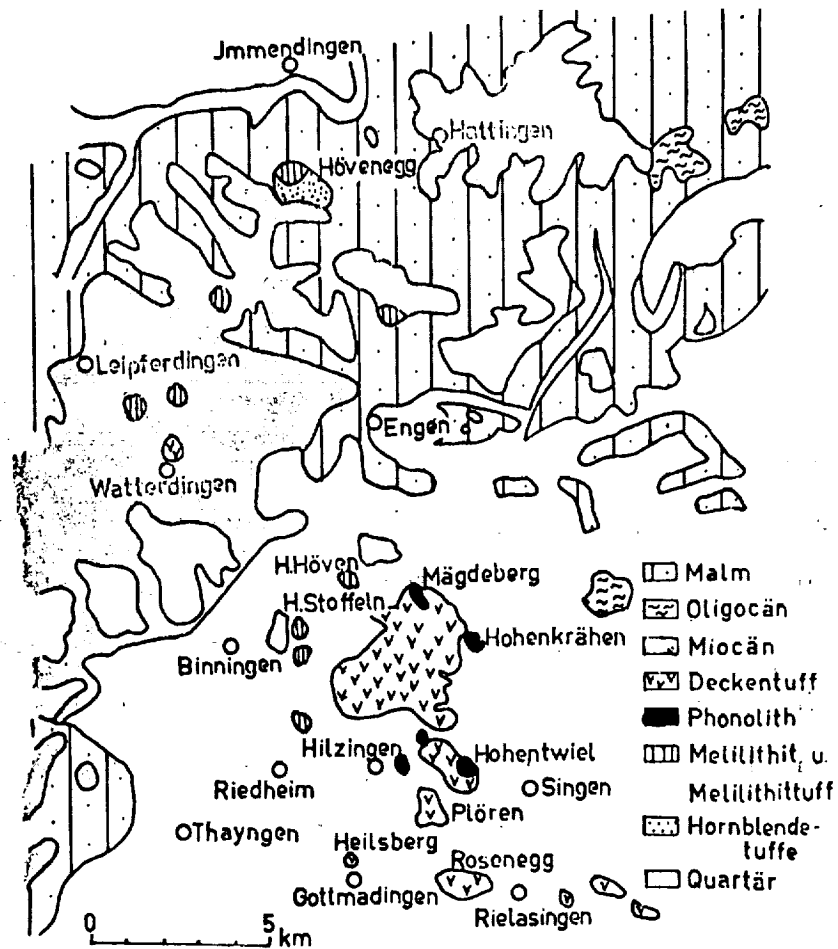 Jmmendingen
Hattingen
Hövenegg
Leipferdingen
Engen
Watterdingen
H.Höven
Mägdeberg
H.Stoffeln
Hohenkrähen
Binningen
Hilzingen
Hohentwiel
Riedheim
Singen
Plören
Thayngen
Heilsberg
Rosenegg
Gottmadingen
Rielasingen
0 5
km
Malm
Oligocän
Miocän
Deckentuff
Phonolith
Melilithit u.
Melilithittuff
Hornblende-
tuffe
Quartär